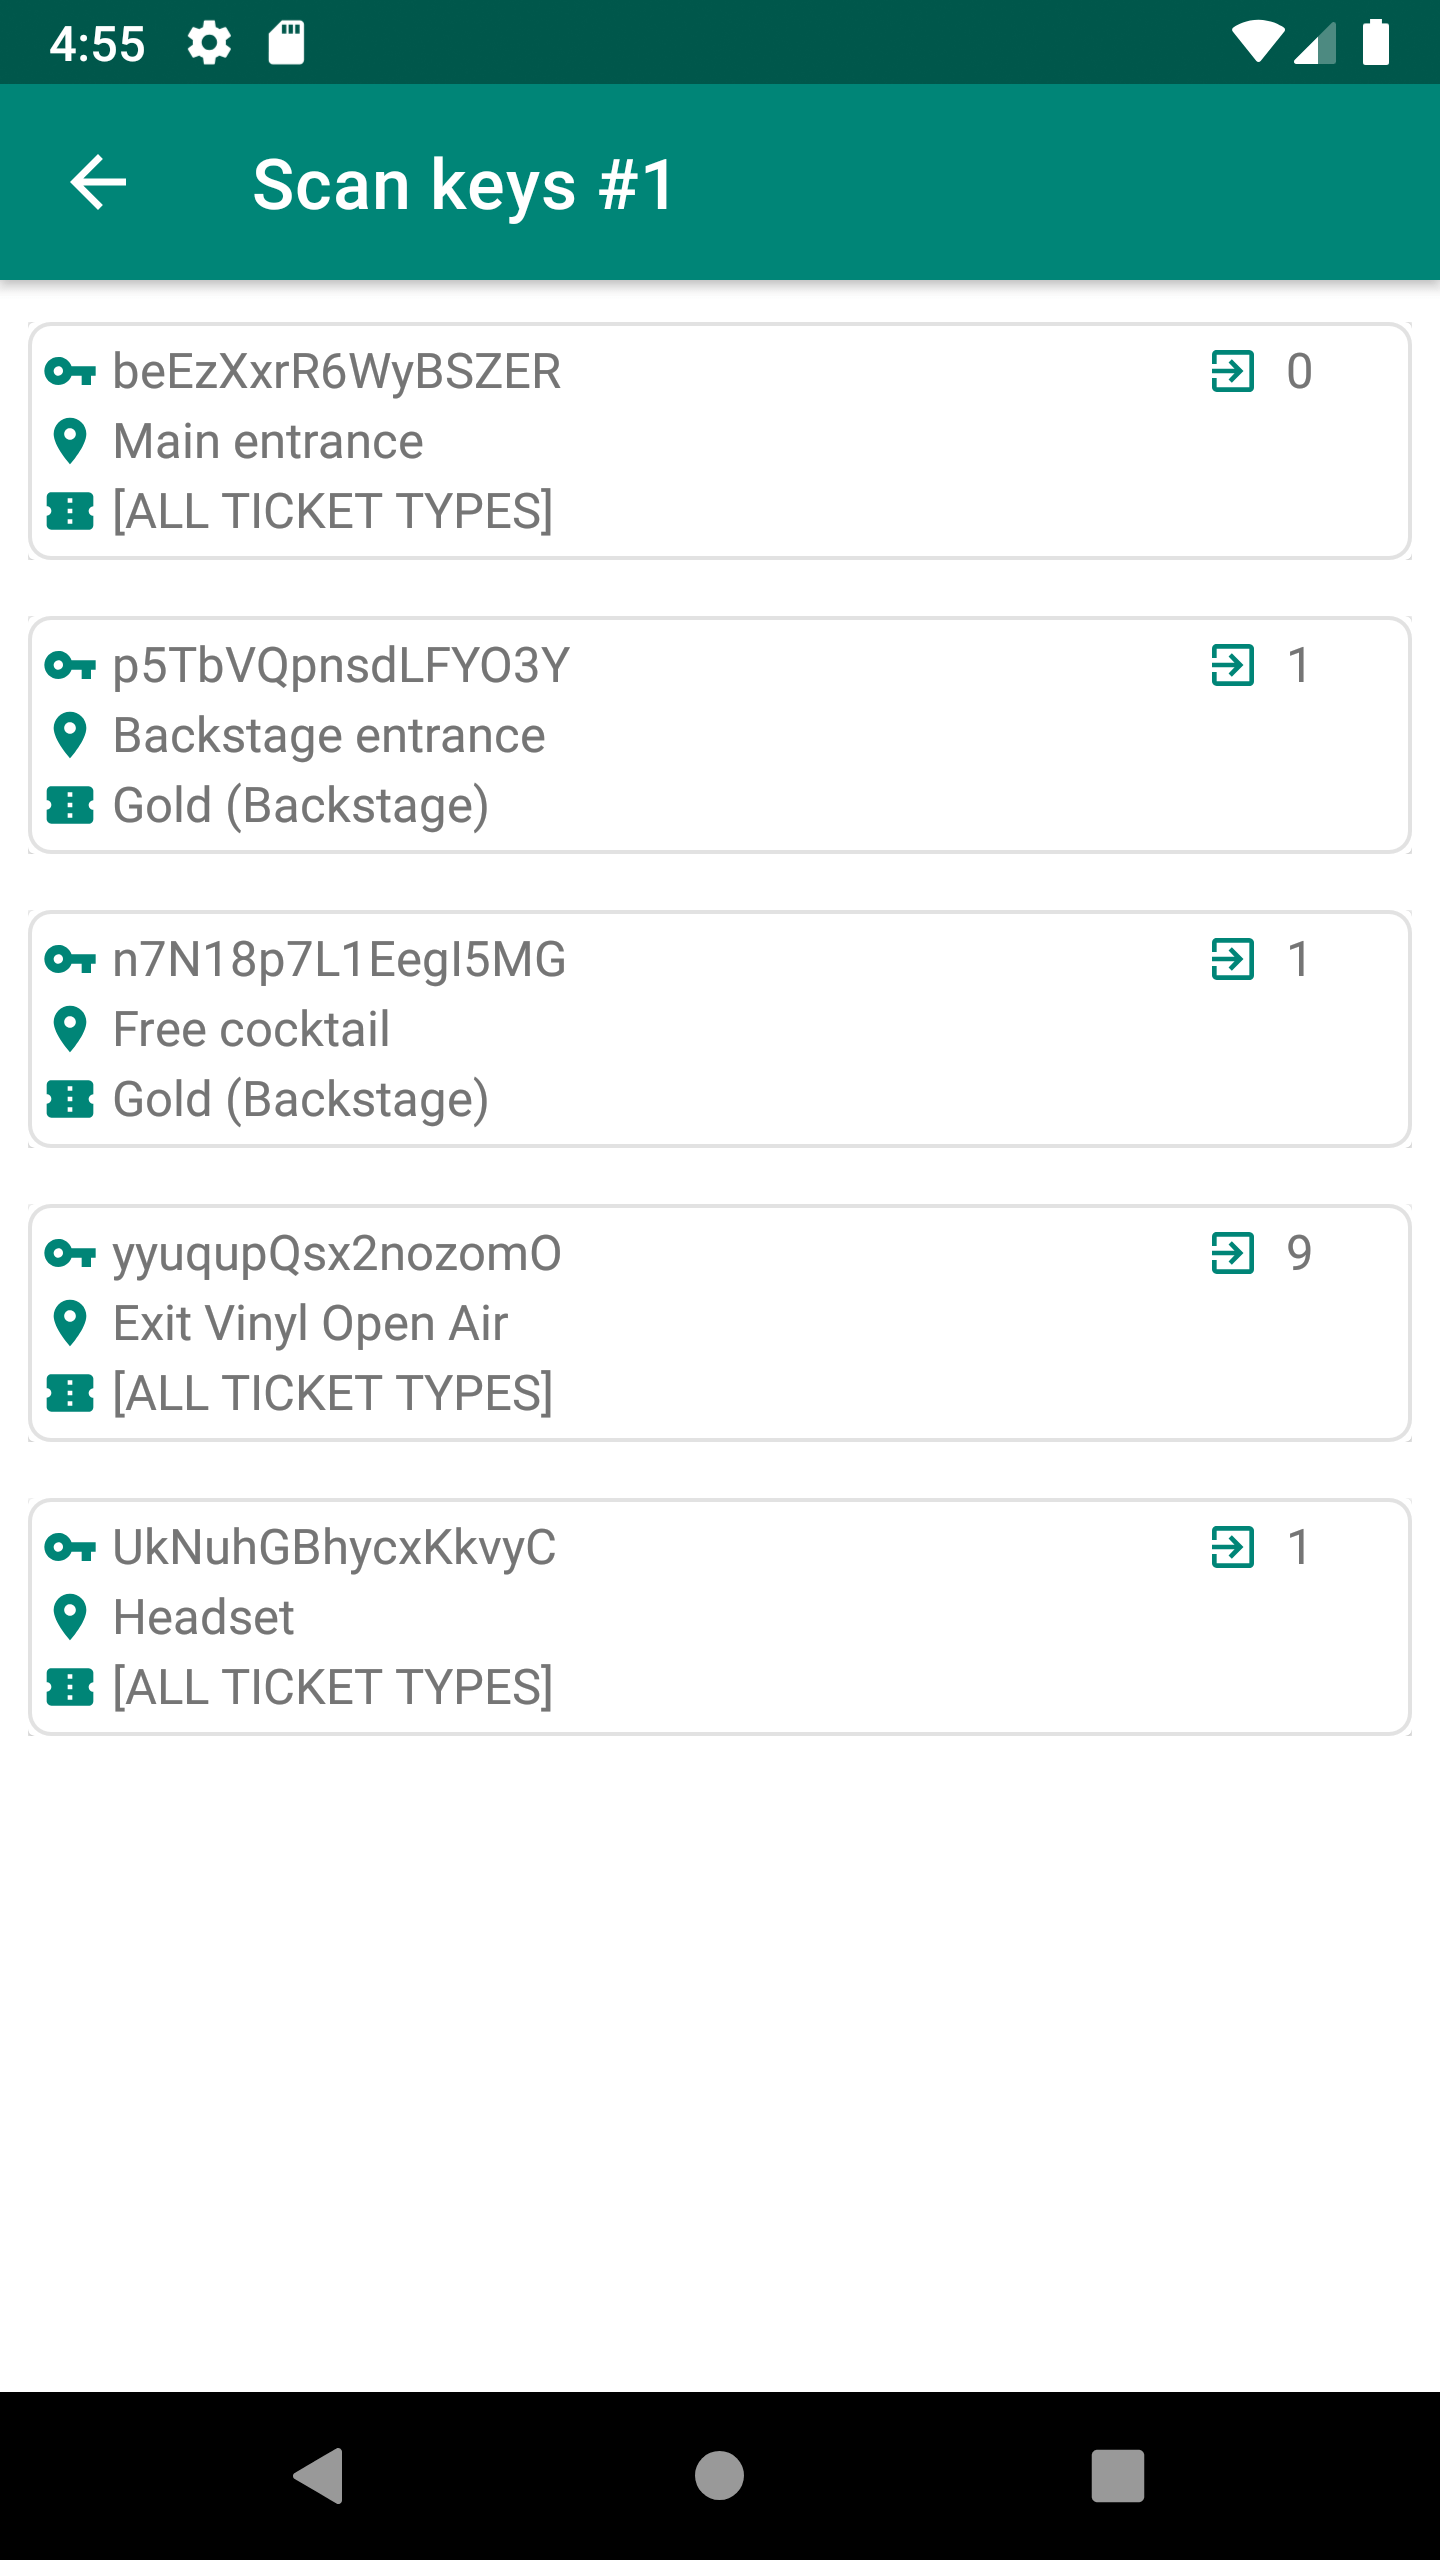 4:55
Scan keys #1
beEzXxrR6WyBSZER 0
Main entrance
[ALL TICKET TYPES]
p5TbVQpnsdLFYO3Y 1
Backstage entrance
Gold (Backstage)
n7N18p7L1EegI5MG 1
Free cocktail
Gold (Backstage)
yyuqupQsx2nozomO 9
Exit Vinyl Open Air
[ALL TICKET TYPES]
UkNuhGBhycxKkvyC 1
Headset
[ALL TICKET TYPES]